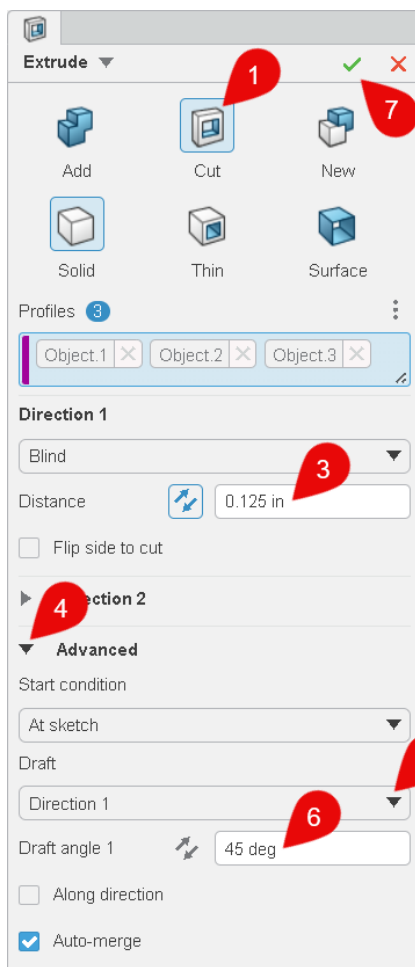 Extrude
1
7
Add Cut New
Solid Thin Surface
Profiles 3
Object.1 Object.2 Object.3
Direction 1
Blind
Distance 0.125 in 3
Flip side to cut
4 ection 2
Advanced
Start condition
At sketch
Draft
Direction 1
6
Draft angle 1 45 deg
Along direction
Auto-merge